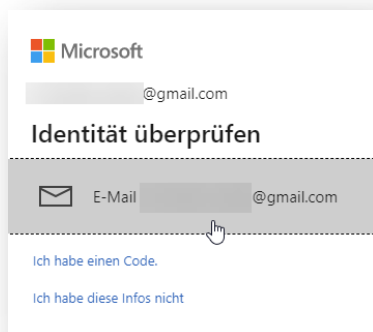 Microsoft
@gmail.com
Identität überprüfen
E-Mail @gmail.com
Ich habe einen Code.
Ich habe diese Infos nicht